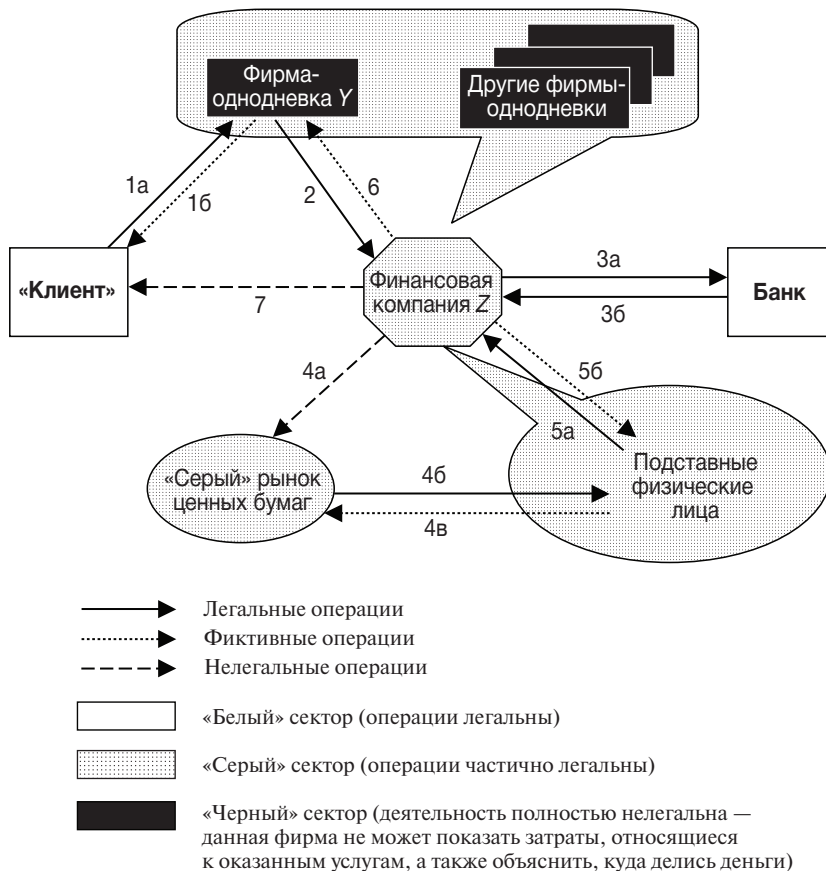 Фирма-
однодневка Y
Другие фирмы-
однодневки
1а
1б
2
6
«Клиент»
7
Финансовая
компания Z
3а
3б
Банк
4а
5б
5а
«Серый» рынок
ценных бумаг
4б
4в
Подставные
физические
лица
Легальные операции
Фиктивные операции
Нелегальные операции
«Белый» сектор (операции легальны)
«Серый» сектор (операции частично легальны)
«Черный» сектор (деятельность полностью нелегальна —
данная фирма не может показать затраты, относящиеся
к оказанным услугам, а также объяснить, куда делись деньги)